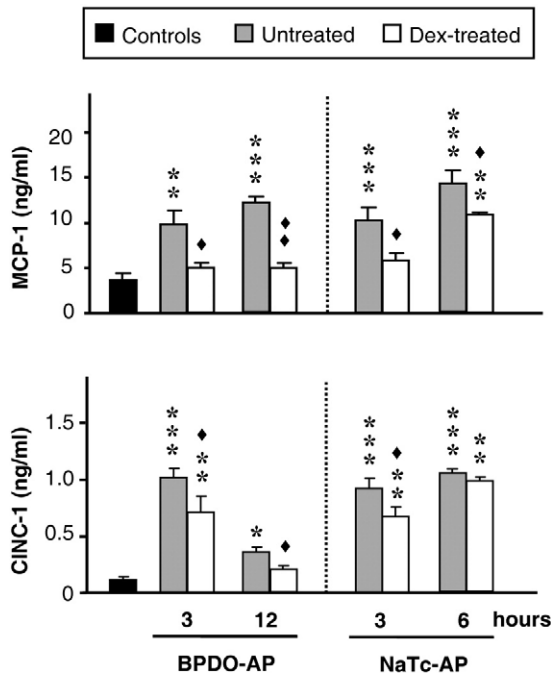 Controls Untreated Dex-treated
MCP-1 (ng/ml)
20
15
10
5
0
** *** *** ***
♦ ♦♦ ♦ ♦**
CINC-1 (ng/ml)
1.5
1.0
0.5
0
*** * *** ***
♦** ♦ ♦** **
3 12 3 6 hours
BPDO-AP NaTc-AP